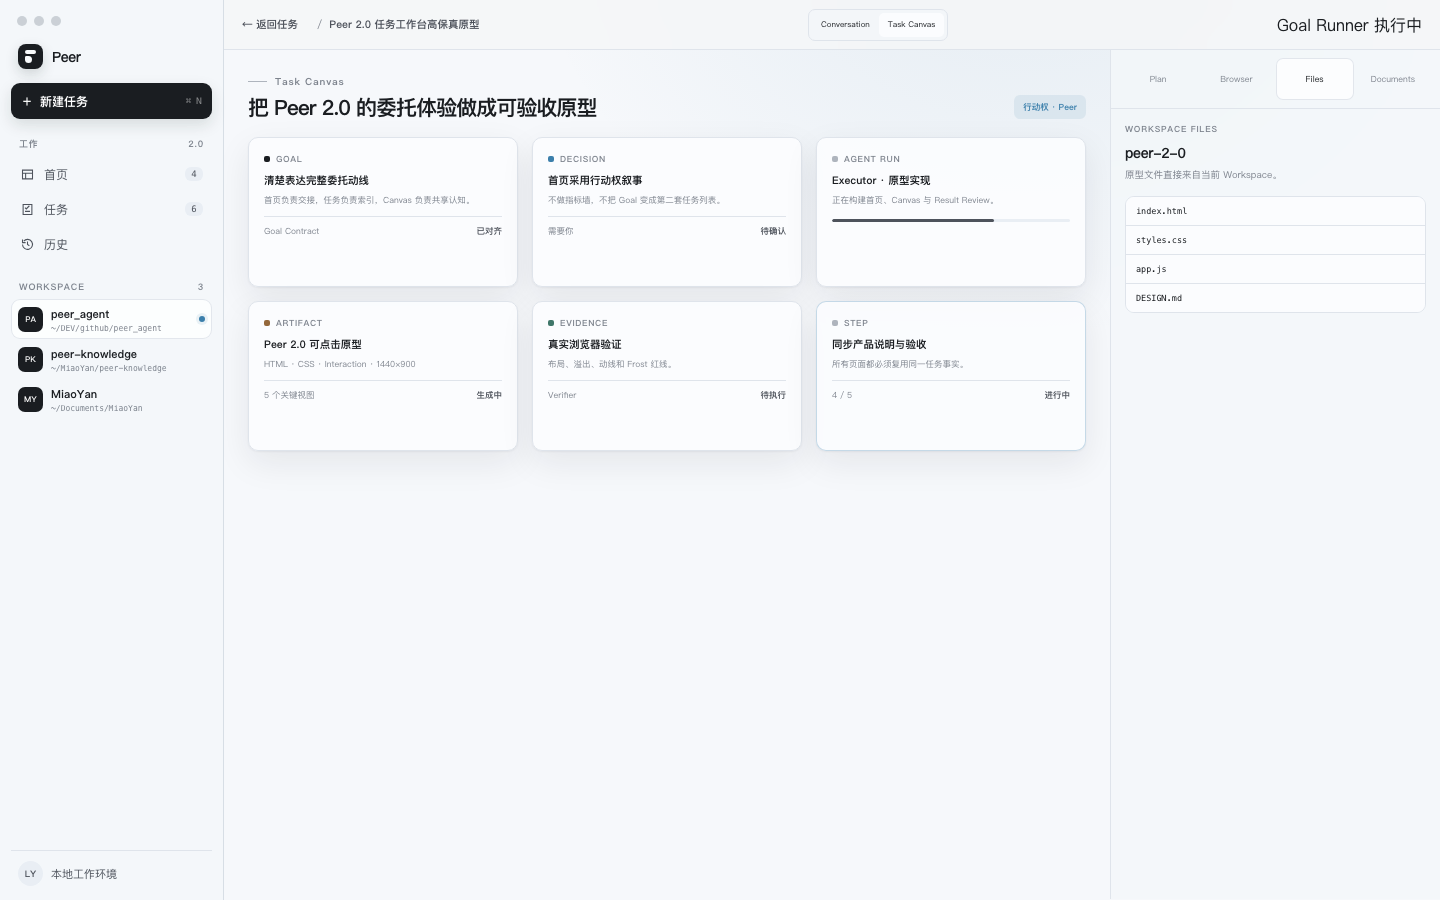 Peer
+ 新建任务 ⌘ N
工作 2.0
首页 4
任务 6
历史
WORKSPACE 3
PA peer_agent
~/DEV/github/peer_agent
PK peer-knowledge
~/MiaoYan/peer-knowledge
MY MiaoYan
~/Documents/MiaoYan
LY 本地工作环境
← 返回任务 / Peer 2.0 任务工作台高保真原型
Conversation Task Canvas
Goal Runner 执行中
Task Canvas
把 Peer 2.0 的委托体验做成可验收原型
行动权 · Peer
GOAL
清楚表达完整委托动线
首页负责交接，任务负责索引，Canvas 负责共享认知。
Goal Contract 已对齐
DECISION
首页采用行动权叙事
不做指标墙，不把 Goal 变成第二套任务列表。
需要你 待确认
AGENT RUN
Executor · 原型实现
正在构建首页、Canvas 与 Result Review。
ARTIFACT
Peer 2.0 可点击原型
HTML · CSS · Interaction · 1440×900
5 个关键视图 生成中
EVIDENCE
真实浏览器验证
布局、溢出、动线和 Frost 红线。
Verifier 待执行
STEP
同步产品说明与验收
所有页面都必须复用同一任务事实。
4 / 5 进行中
Plan Browser Files Documents
WORKSPACE FILES
peer-2-0
原型文件直接来自当前 Workspace。
index.html
styles.css
app.js
DESIGN.md